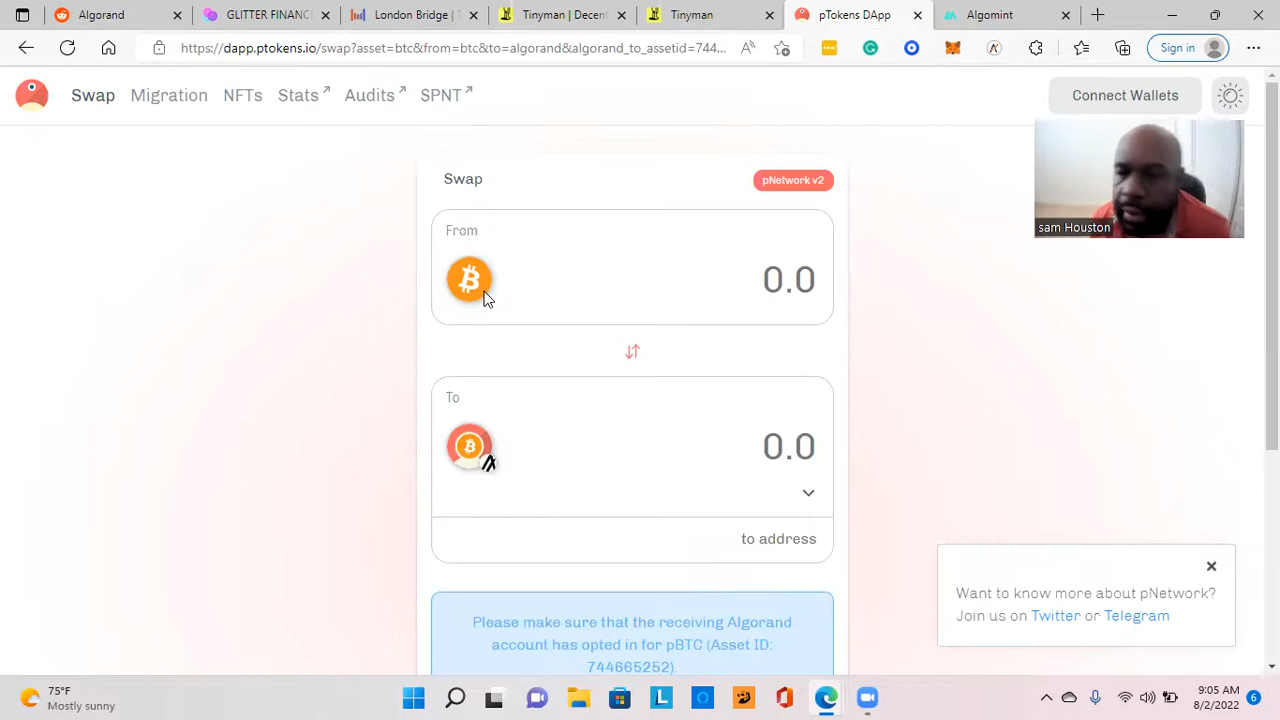 Algorand
GLITTER FINANC
London Bridge | T
Tinyman | Decen
Tinyman
pTokens DApp
Algomint
https://dapp.ptokens.io/swap?asset=btc&from=btc&to=algorand&algorand_to_assetid=744...
Sign in
Swap
Migration
NFTs
Stats
Audits
$PNT
Connect Wallets
sam Houston
Swap
pNetwork v2
From
0.0
To
0.0
to address
Please make sure that the receiving Algorand
account has opted in for pBTC (Asset ID:
744665252).
Want to know more about pNetwork?
Join us on Twitter or Telegram
75°F
Mostly sunny
9:05 AM
8/2/2022
6